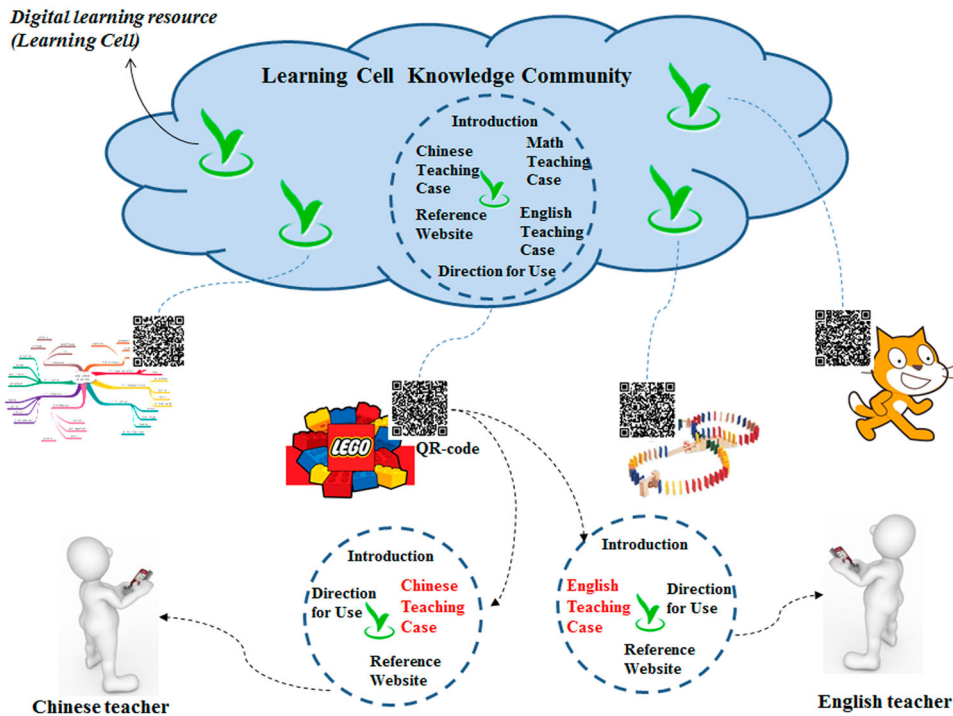 Digital learning resource
(Learning Cell)
Learning Cell Knowledge Community
Introduction
Chinese
Teaching
Case
Math
Teaching
Case
Reference
Website
English
Teaching
Case
Direction for Use
LEGO
QR-code
Introduction
Direction
for Use
Chinese
Teaching
Case
Reference
Website
Introduction
English
Teaching
Case
Direction
for Use
Reference
Website
Chinese teacher
English teacher